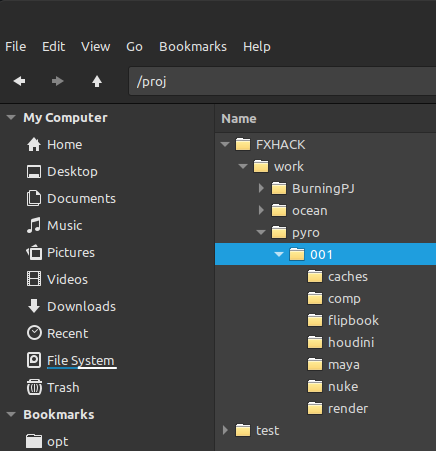 File Edit View Go Bookmarks Help
/proj
My Computer
Home
Desktop
Documents
Music
Pictures
Videos
Downloads
Recent
File System
Trash
Bookmarks
opt
Name
FXHACK
work
BurningPJ
ocean
pyro
001
caches
comp
flipbook
houdini
maya
nuke
render
test